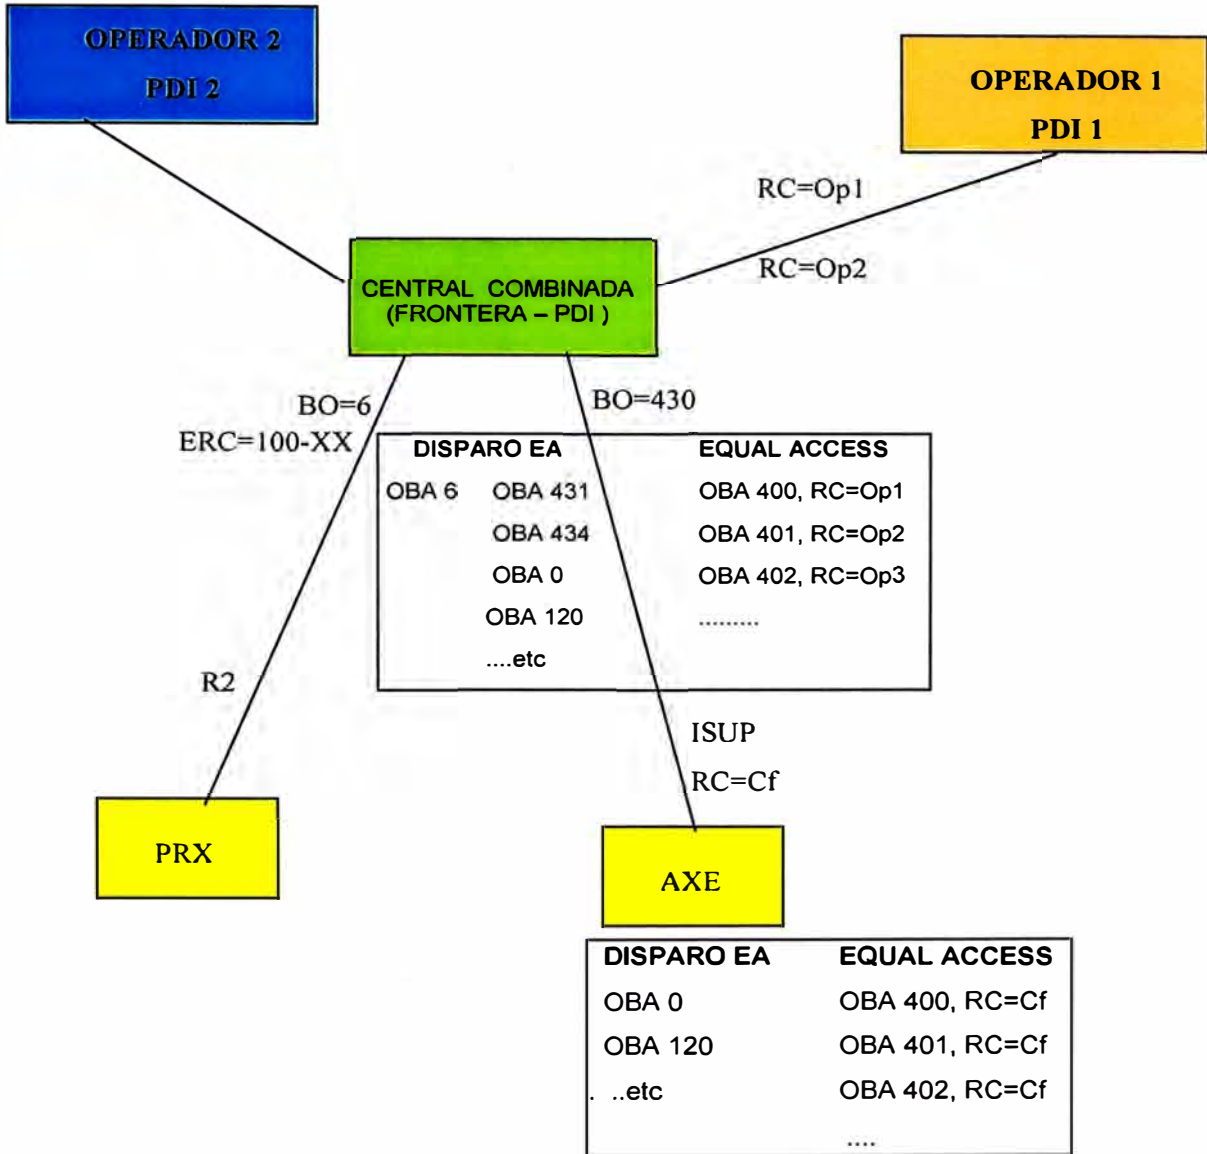 OPERADOR 2
PDI 2
OPERADOR 1
PDI 1
RC=Op1
RC=Op2
CENTRAL COMBINADA
(FRONTERA – PDI )
BO=6
ERC=100-XX
BO=430
DISPARO EA EQUAL ACCESS
OBA 6 OBA 431 OBA 400, RC=Op1
OBA 434 OBA 401, RC=Op2
OBA 0 OBA 402, RC=Op3
OBA 120 .........
....etc
R2
ISUP
RC=Cf
PRX
AXE
DISPARO EA EQUAL ACCESS
OBA 0 OBA 400, RC=Cf
OBA 120 OBA 401, RC=Cf
. ..etc OBA 402, RC=Cf
....